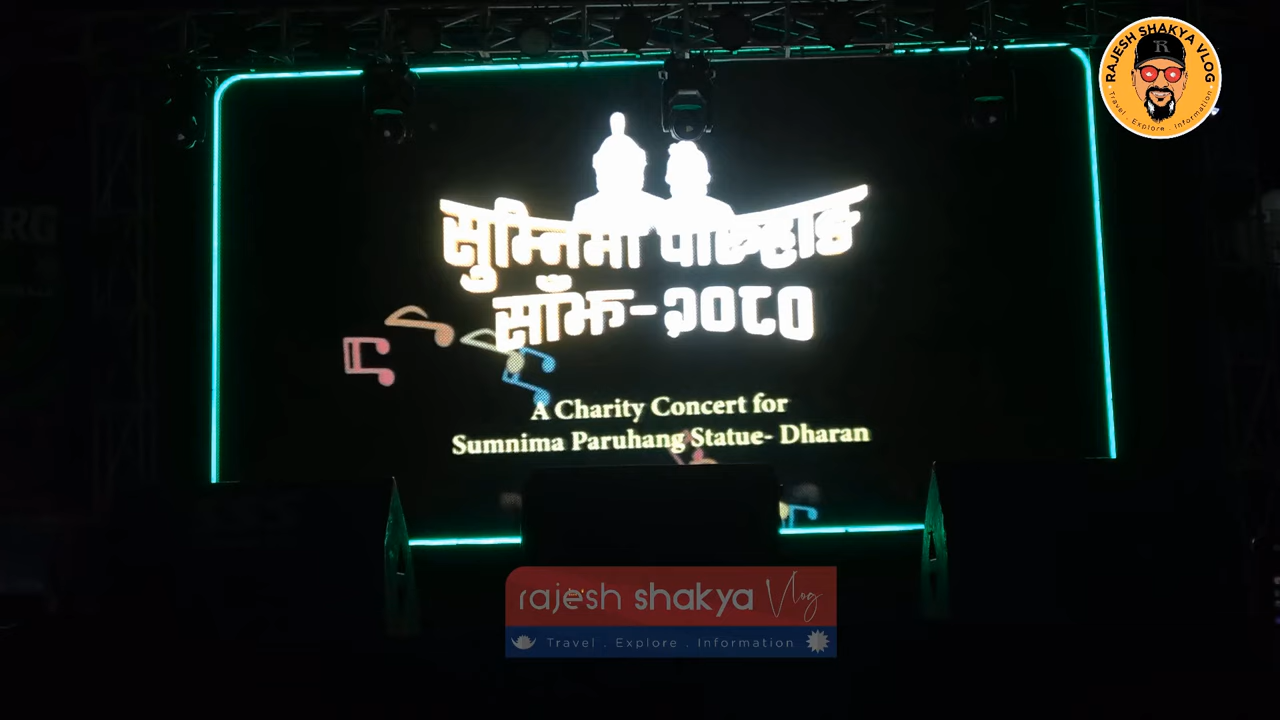 RAJESH SHAKYA VLOG
Travel . Explore . Information
R
RG
सुम्निमा पारूहाङ
साँझ-२०८०
A Charity Concert for
Sumnima Paruhang Statue- Dharan
rajesh shakya Vlog
Travel . Explore . Information